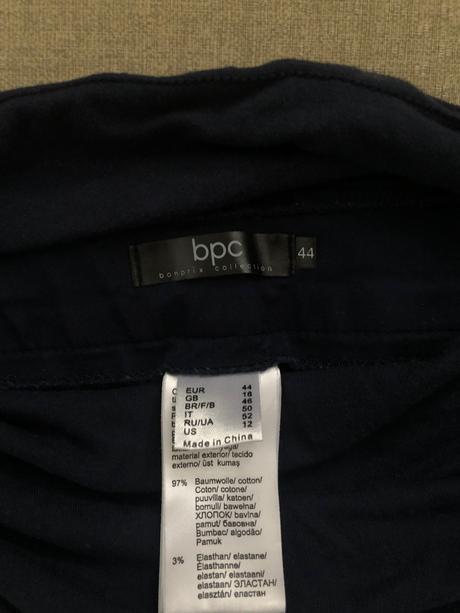 bpc
bonprix collection
44
EUR 44
GB 18
BR/F/B 46
IT 50
RU/UA 52
US 12
Made in China
material exterior/ tecido
externo/ üst kumaş
97% Baumwolle/ cotton/
Coton/ cotone/
puuvilla/ katoen/
bomull/ bawełna/
ХЛОПОК/ bavlna/
pamut/ бавовна/
Bumbac/ algodão/
Pamuk
3% Elasthan/ elastane/
Élasthanne/
elastan/ elastaani/
elastaan/ ЭЛАСТАН/
elasztán/ еластан